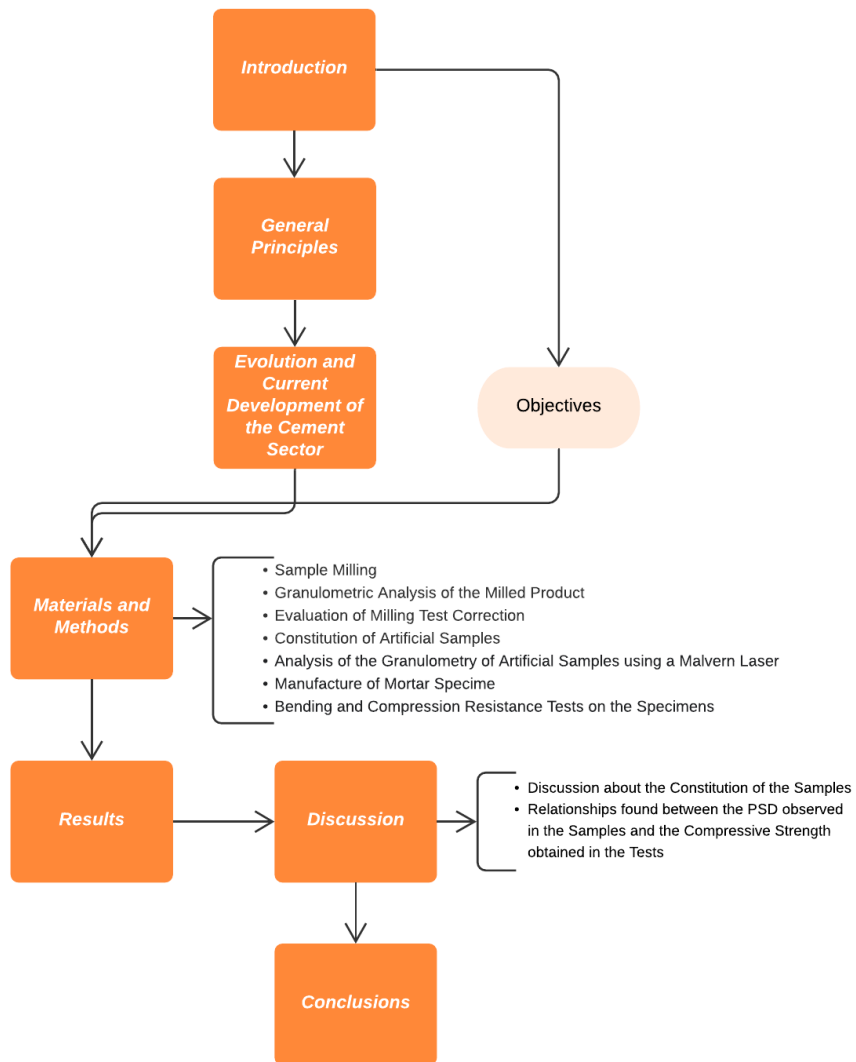 Introduction
General
Principles
Evolution and
Current
Development of
the Cement
Sector
Objectives
Materials and
Methods
• Sample Milling
• Granulometric Analysis of the Milled Product
• Evaluation of Milling Test Correction
• Constitution of Artificial Samples
• Analysis of the Granulometry of Artificial Samples using a Malvern Laser
• Manufacture of Mortar Specime
• Bending and Compression Resistance Tests on the Specimens
Results
Discussion
• Discussion about the Constitution of the Samples
• Relationships found between the PSD observed
in the Samples and the Compressive Strength
obtained in the Tests
Conclusions